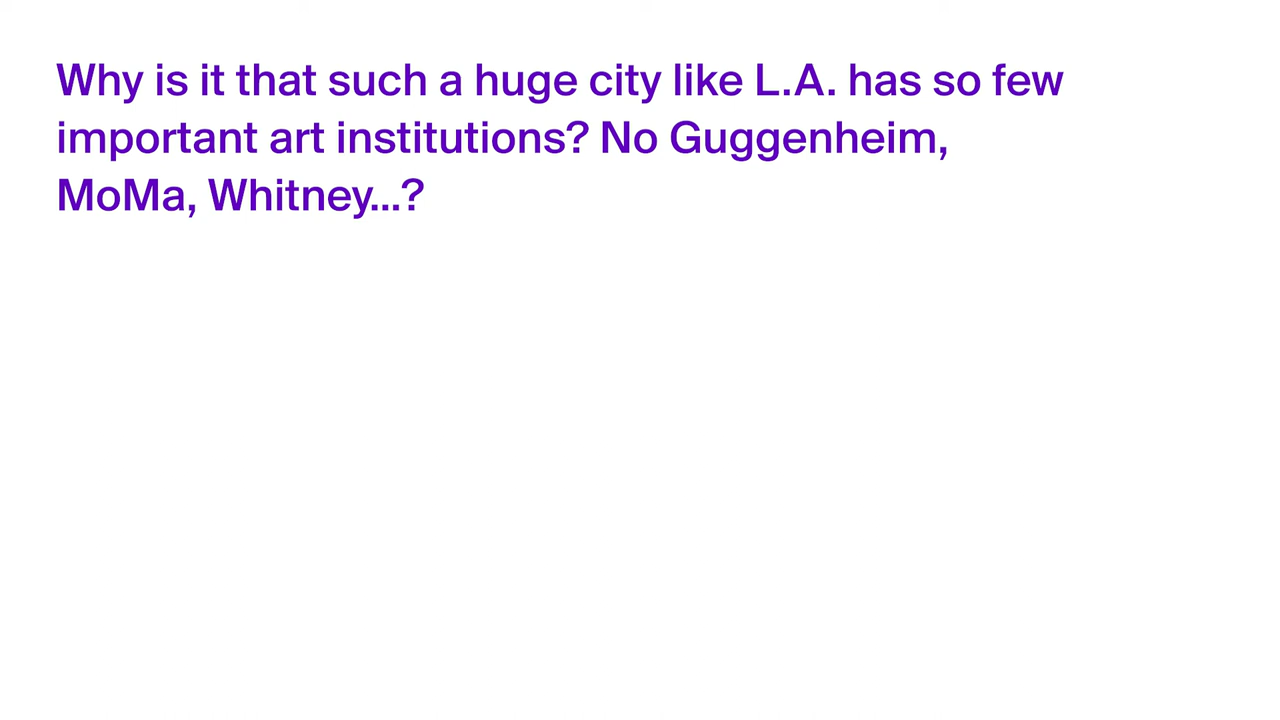 Why is it that such a huge city like L.A. has so few
important art institutions? No Guggenheim,
MoMa, Whitney...?